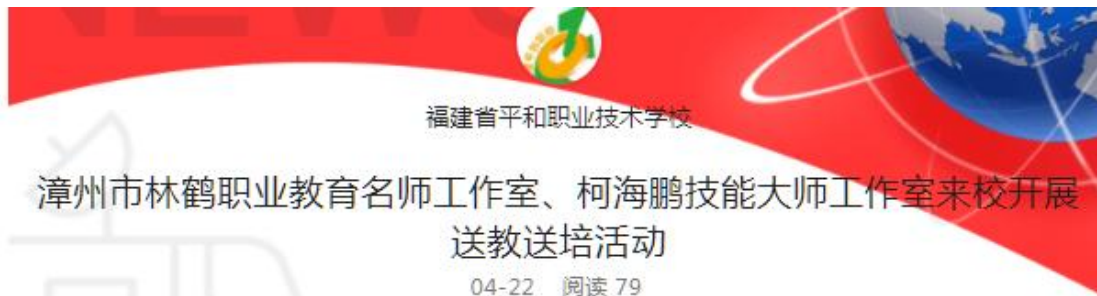 NEWS
福建省平和职业技术学校
漳州市林鹤职业教育名师工作室、柯海鹏技能大师工作室来校开展
送教送培活动
04-22 阅读 79